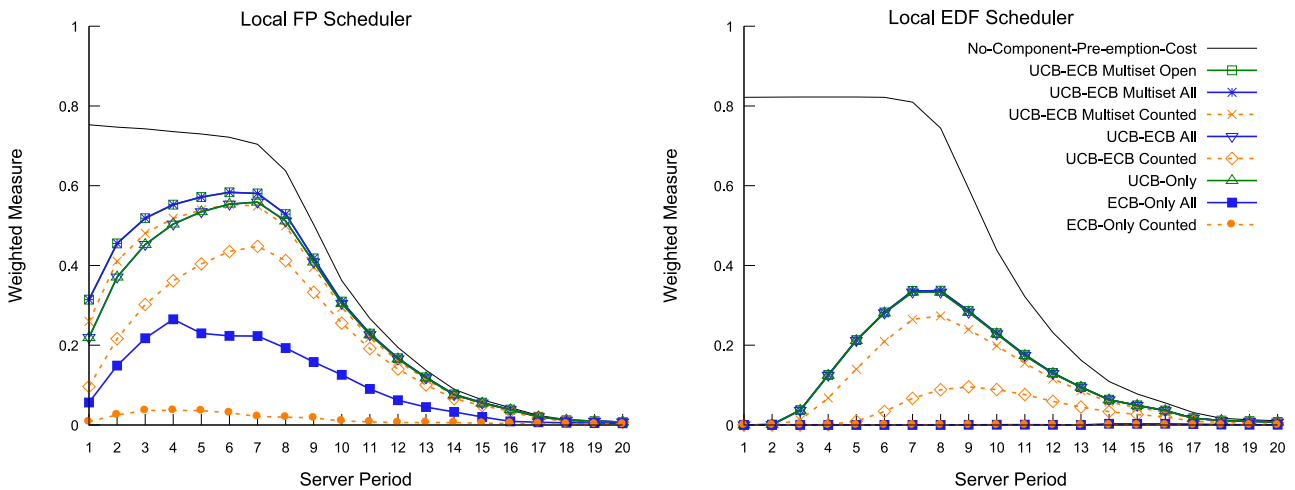 Local FP Scheduler
Weighted Measure
1
0.8
0.6
0.4
0.2
0
1 2 3 4 5 6 7 8 9 10 11 12 13 14 15 16 17 18 19 20
Server Period
Local EDF Scheduler
No-Component-Pre-emption-Cost
UCB-ECB Multiset Open
UCB-ECB Multiset All
UCB-ECB Multiset Counted
UCB-ECB All
UCB-ECB Counted
UCB-Only
ECB-Only All
ECB-Only Counted
Weighted Measure
1
0.8
0.6
0.4
0.2
0
1 2 3 4 5 6 7 8 9 10 11 12 13 14 15 16 17 18 19 20
Server Period